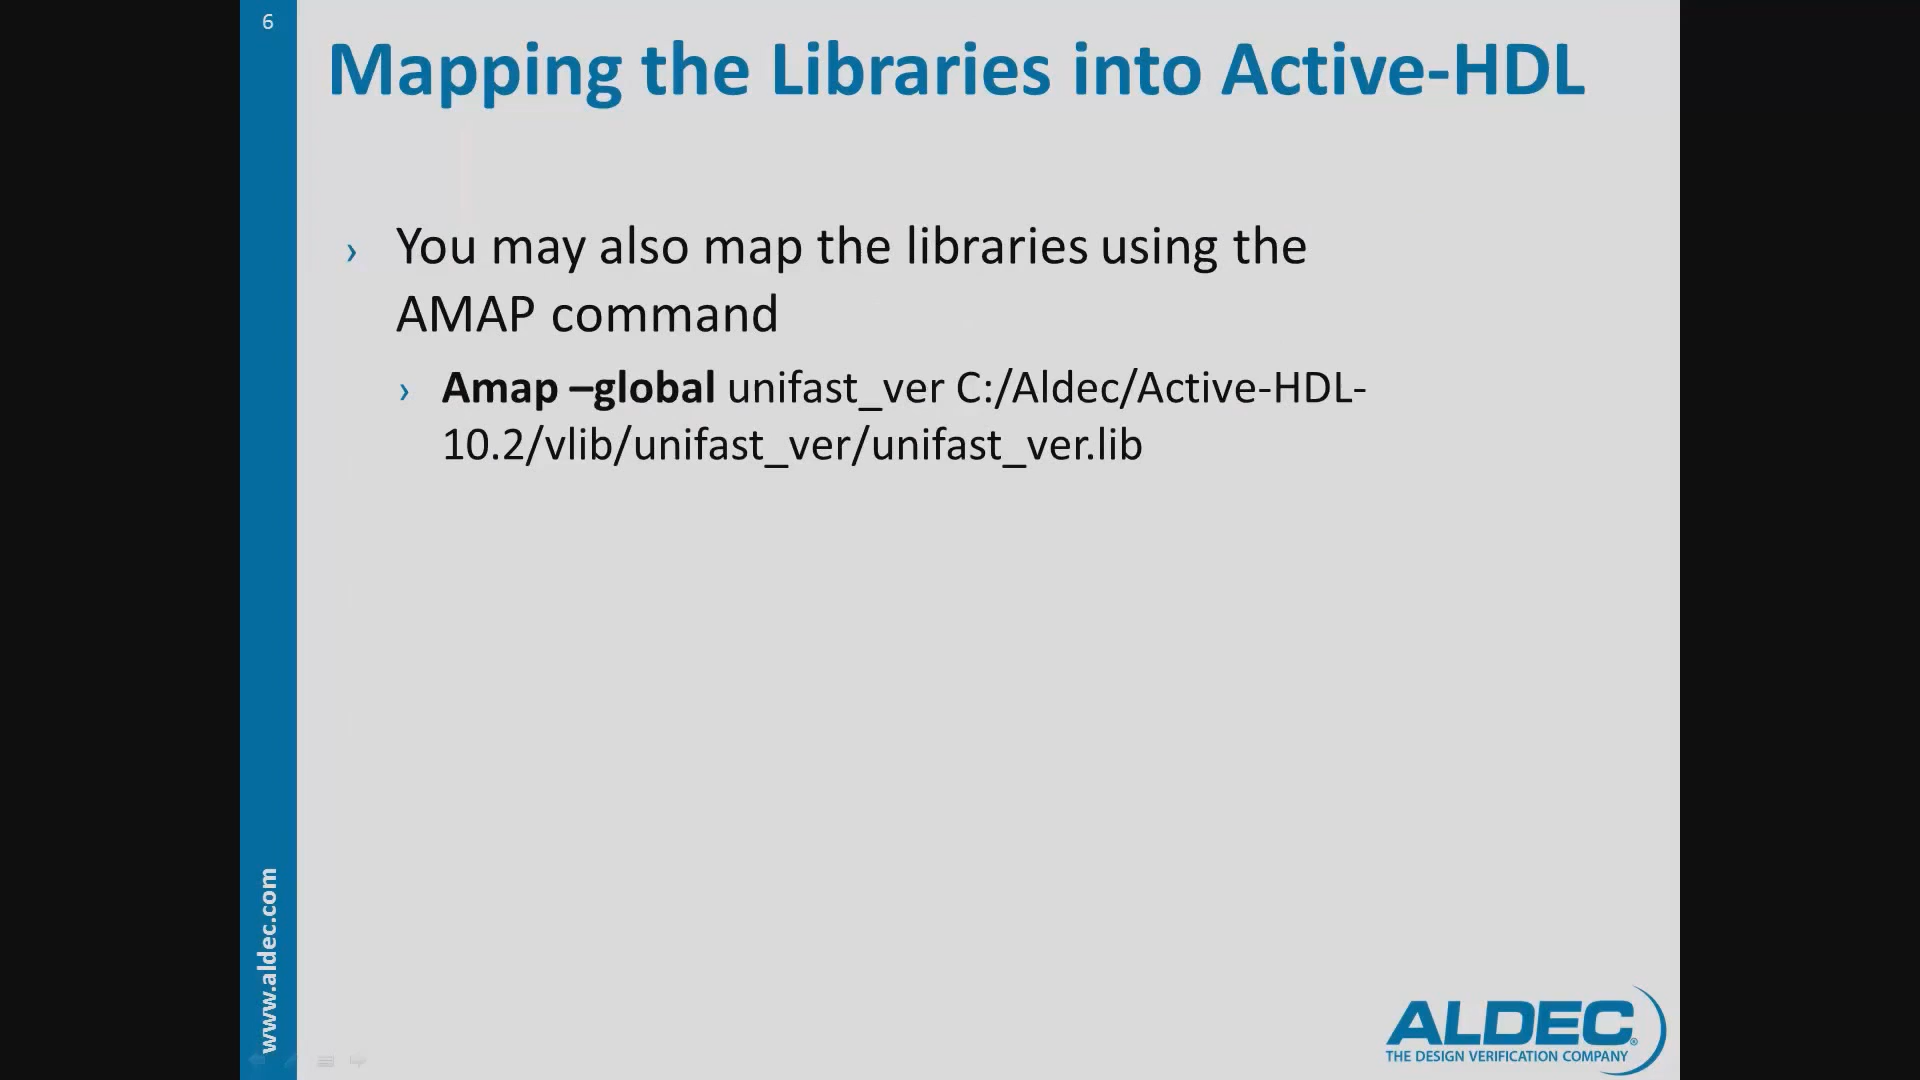 6
Mapping the Libraries into Active-HDL
› You may also map the libraries using the
AMAP command
› Amap –global unifast_ver C:/Aldec/Active-HDL-
10.2/vlib/unifast_ver/unifast_ver.lib
www.aldec.com
ALDEC®
THE DESIGN VERIFICATION COMPANY